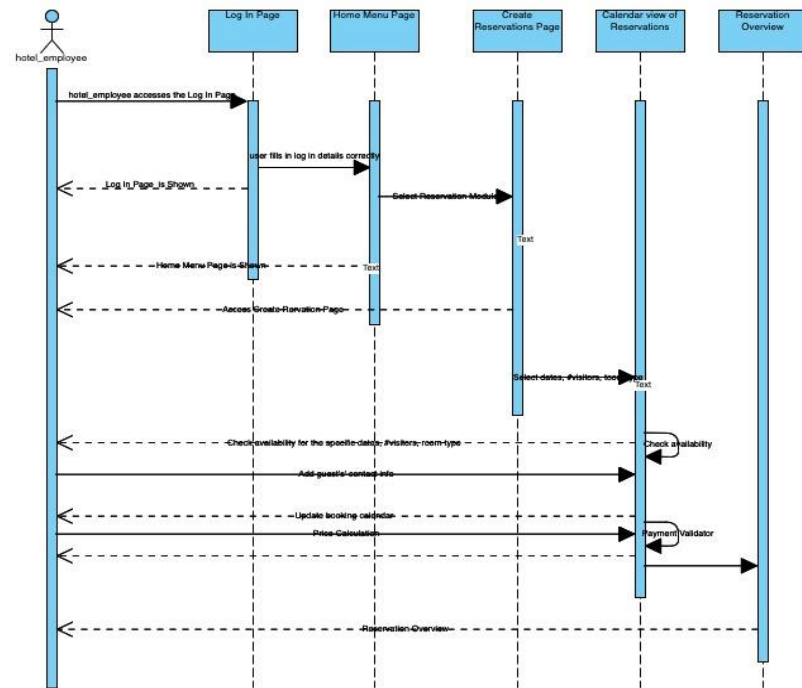 Log In Page
Home Menu Page
Create
Reservations Page
Calendar view of
Reservations
Reservation
Overview
hotel_employee
hotel_employee accesses the Log In Page
user fills in log in details correctly
Log In Page is Shown
Select Reservation Module
Text
Home Menu Page is Shown
Text
Access Create Rarvation Page
Select dates, #visitors, room type
Text
Check availability for the specific dates, #visitors, room type
Check availability
Add guest's' contact info
Update booking calendar
Price Calculation
Payment Validator
Reservation Overview